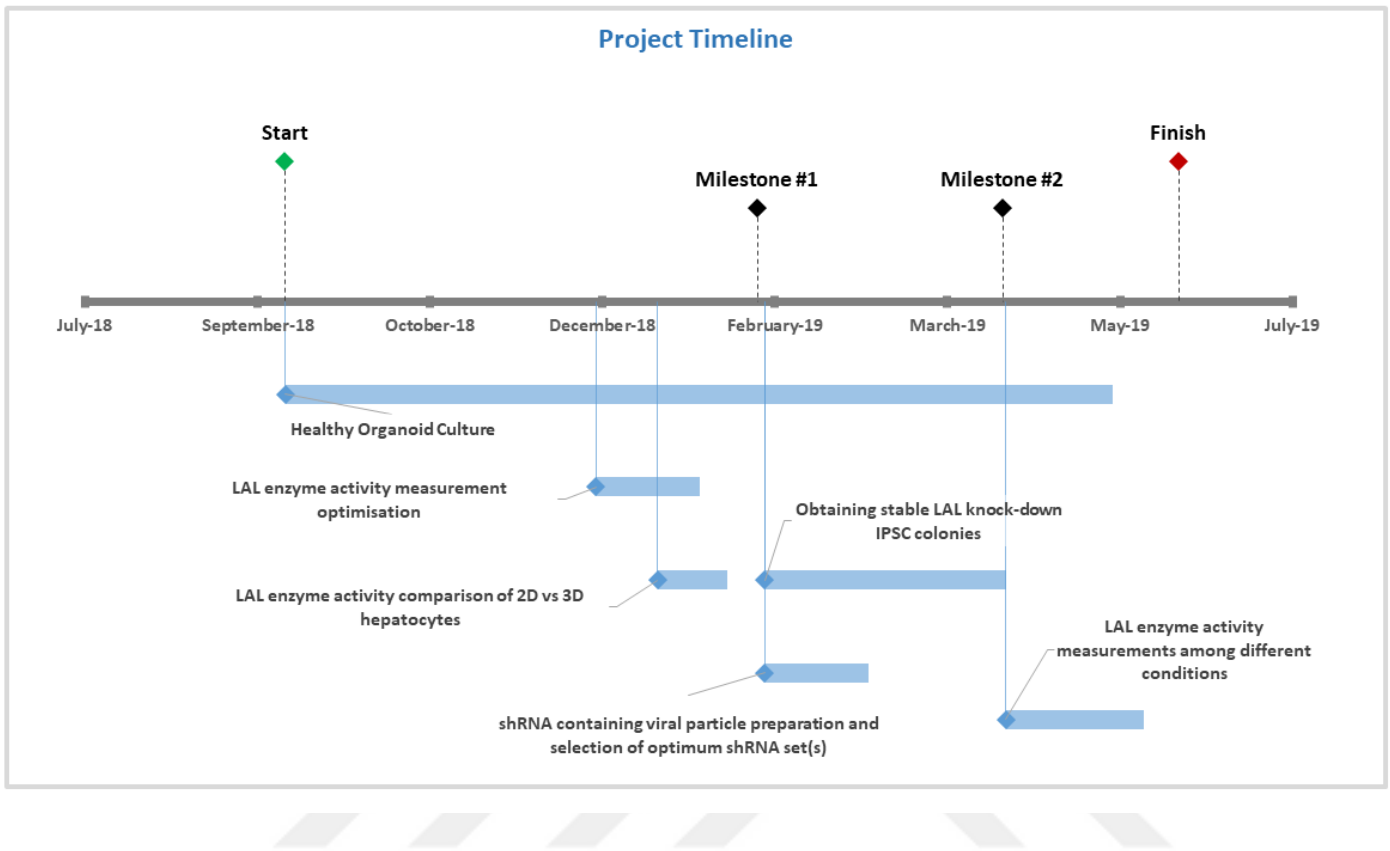 Project Timeline
Start
Finish
Milestone #1
Milestone #2
July-18
September-18
October-18
December-18
February-19
March-19
May-19
July-19
Healthy Organoid Culture
LAL enzyme activity measurement
optimisation
Obtaining stable LAL knock-down
IPSC colonies
LAL enzyme activity comparison of 2D vs 3D
hepatocytes
LAL enzyme activity
measurements among different
conditions
shRNA containing viral particle preparation and
selection of optimum shRNA set(s)